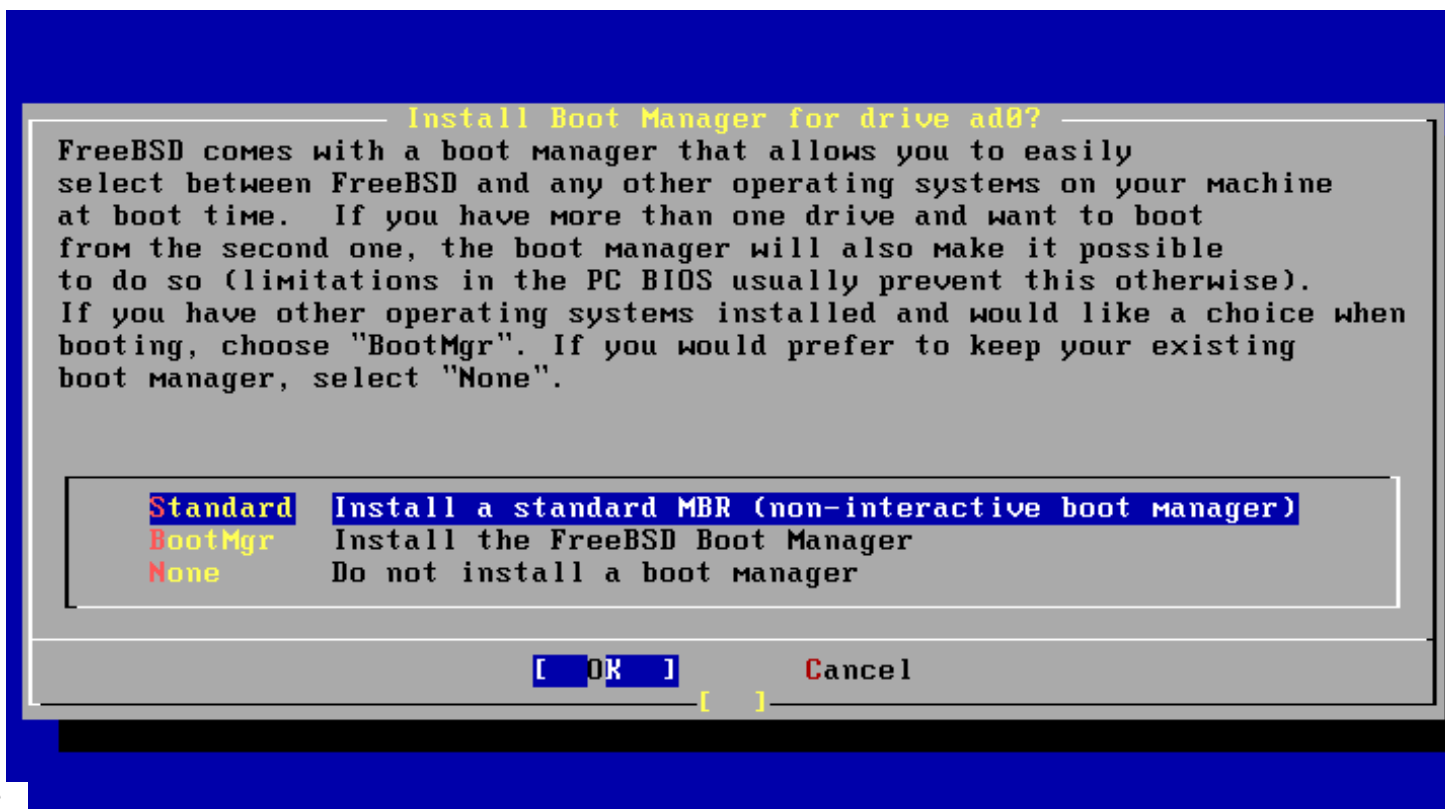 Install Boot Manager for drive ad0?
FreeBSD comes with a boot manager that allows you to easily
select between FreeBSD and any other operating systems on your machine
at boot time.  If you have more than one drive and want to boot
from the second one, the boot manager will also make it possible
to do so (limitations in the PC BIOS usually prevent this otherwise).
If you have other operating systems installed and would like a choice when
booting, choose "BootMgr". If you would prefer to keep your existing
boot manager, select "None".
Standard  Install a standard MBR (non-interactive boot manager)
BootMgr   Install the FreeBSD Boot Manager
None      Do not install a boot manager
[  OK  ]       Cancel
[  ]